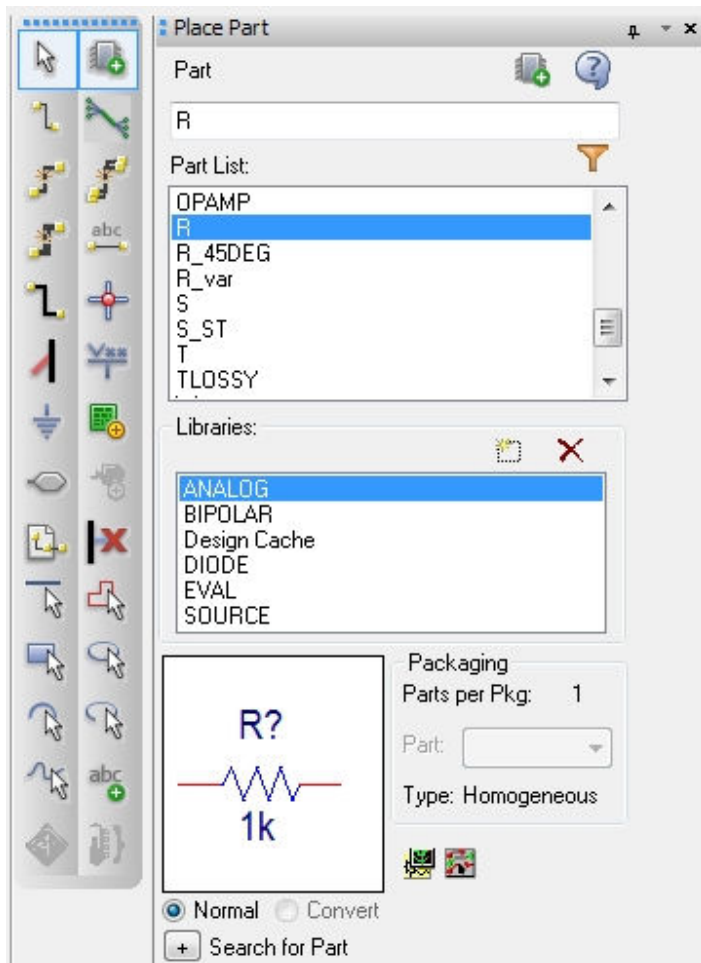 Place Part
Part
R
Part List:
OPAMP
R
R_45DEG
R_var
S
S_ST
T
TLOSSY
Libraries:
ANALOG
BIPOLAR
Design Cache
DIODE
EVAL
SOURCE
R?
1k
Packaging
Parts per Pkg: 1
Part:
Type: Homogeneous
Normal Convert
+ Search for Part
abc
abc